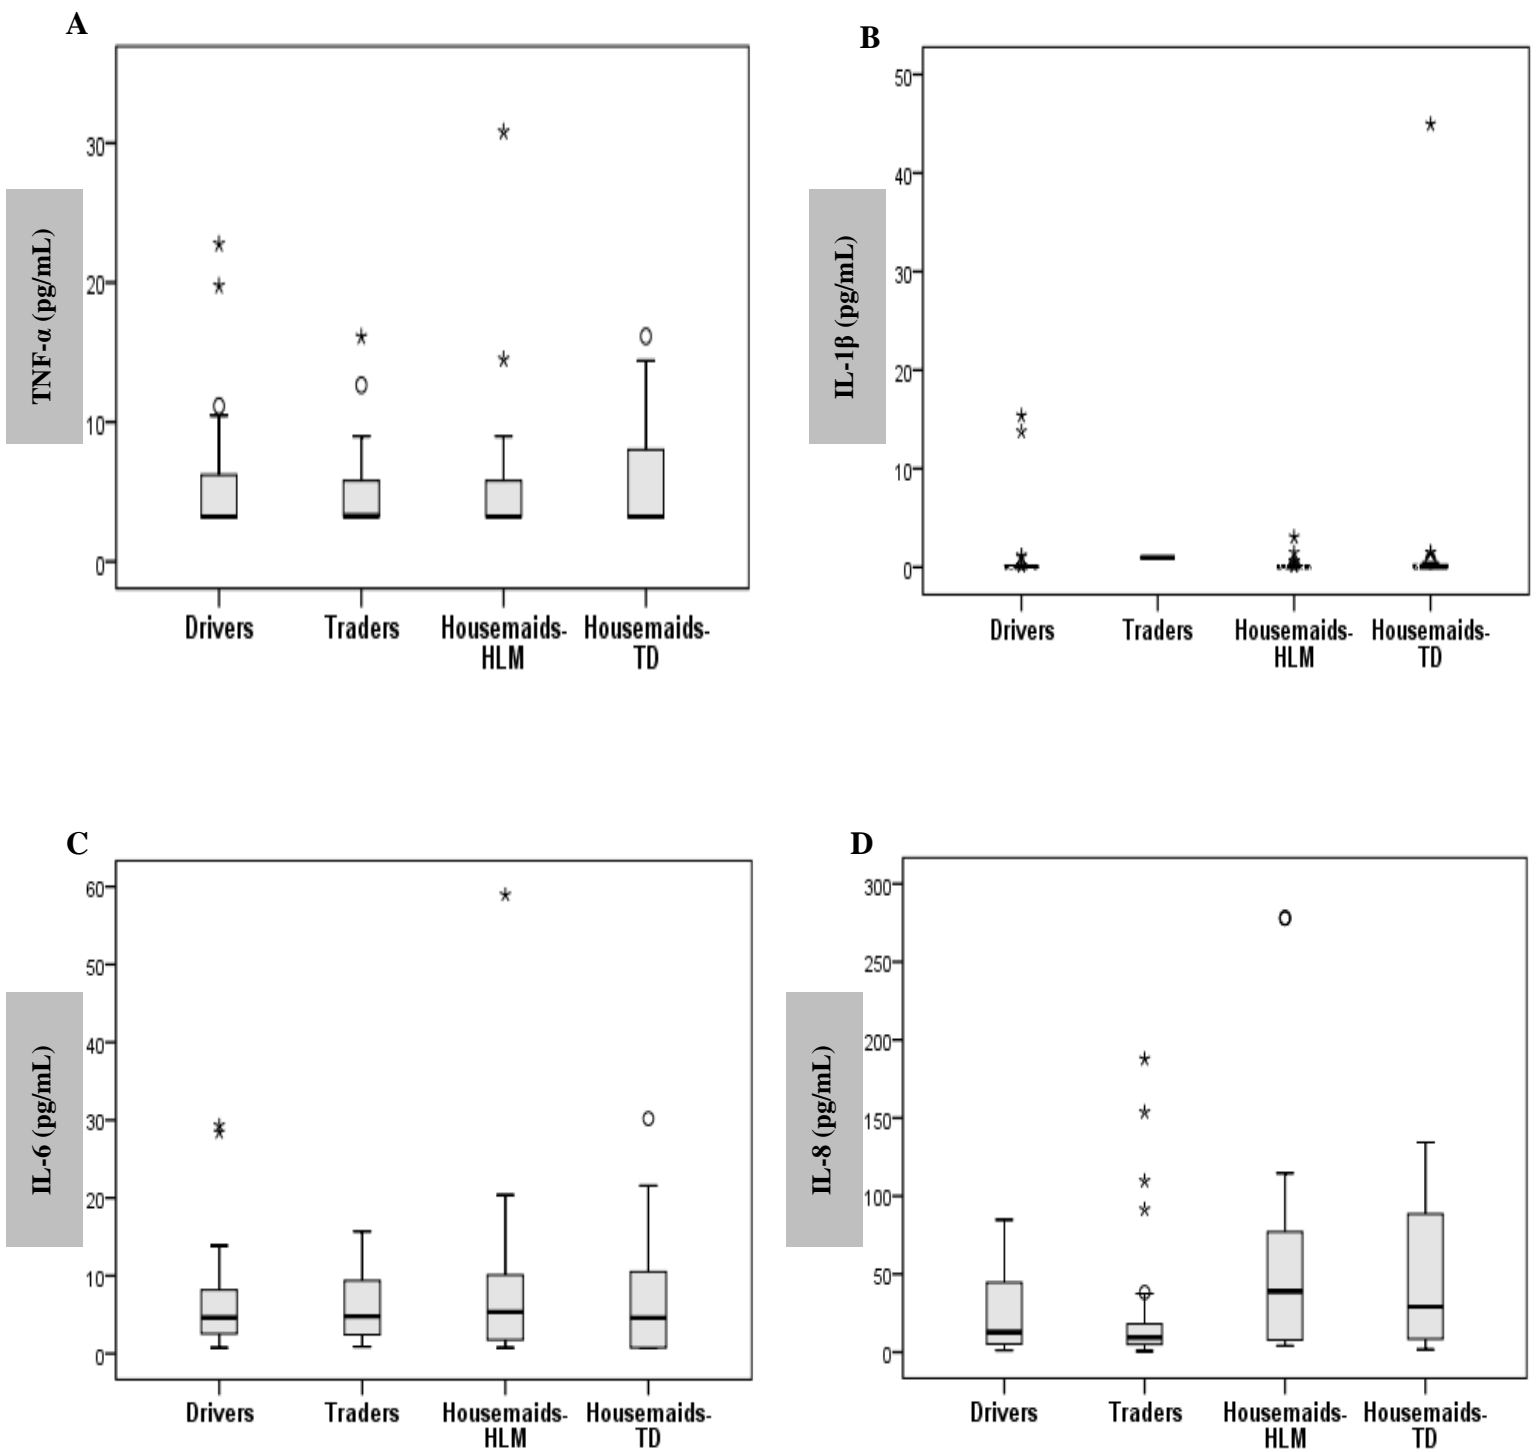 A
TNF-α (pg/mL)
30
20
10
0
Drivers
Traders
Housemaids-
HLM
Housemaids-
TD
B
IL-1β (pg/mL)
50
40
30
20
10
0
Drivers
Traders
Housemaids-
HLM
Housemaids-
TD
C
IL-6 (pg/mL)
60
50
40
30
20
10
0
Drivers
Traders
Housemaids-
HLM
Housemaids-
TD
D
IL-8 (pg/mL)
300
250
200
150
100
50
0
Drivers
Traders
Housemaids-
HLM
Housemaids-
TD